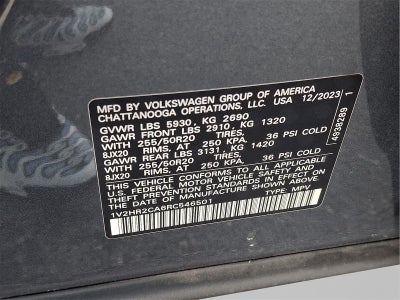 MFD BY VOLKSWAGEN GROUP OF AMERICA
CHATTANOOGA OPERATIONS, LLC. USA 12/2023
GVWR LBS 5930, KG 2690
GAWR FRONT LBS 2910, KG 1320
WITH 255/50R20 TIRES,
8JX20 RIMS, AT 250 KPA, 36 PSI COLD
GAWR REAR LBS 3131, KG 1420
WITH 255/50R20 TIRES,
8JX20 RIMS, AT 250 KPA, 36 PSI COLD
THIS VEHICLE CONFORMS TO ALL APPLICABLE
U.S. FEDERAL MOTOR VEHICLE SAFETY
STANDARDS IN EFFECT ON THE
DATE OF MANUFACTURE SHOWN ABOVE
1V2HR2CA6RC546501 TYPE: MPV
4930289 1